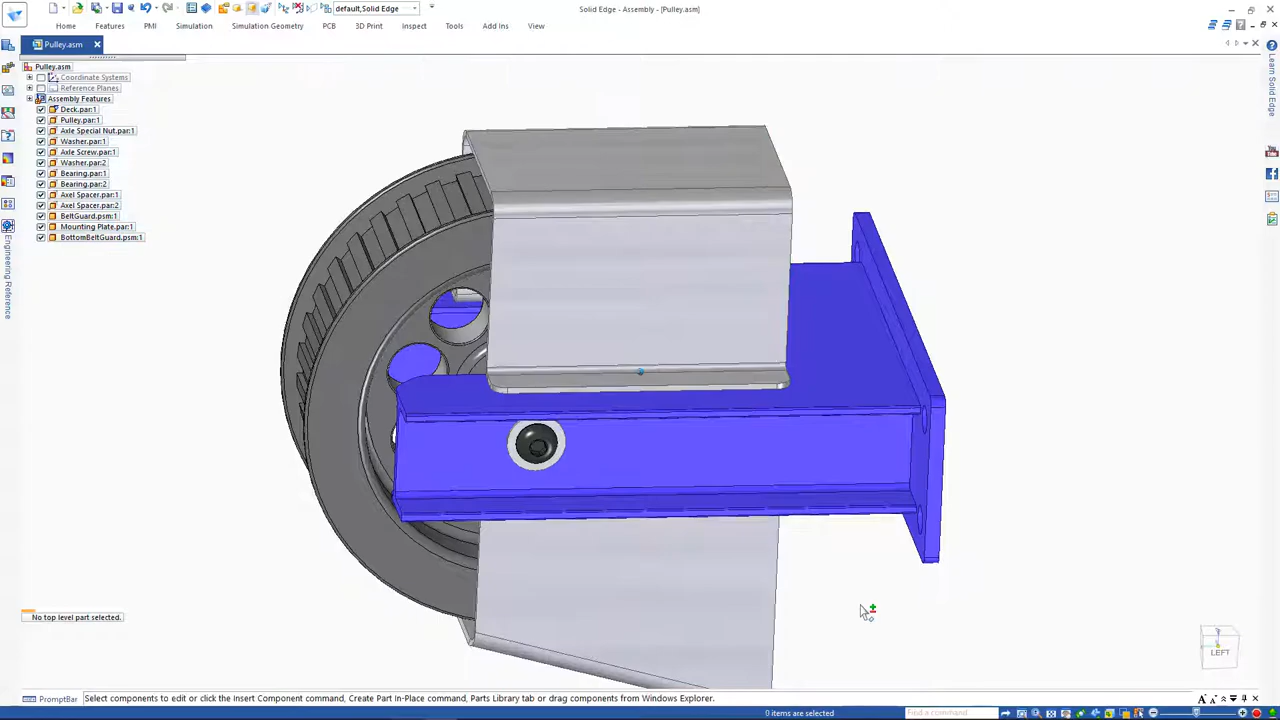 default,Solid Edge
Solid Edge - Assembly - [Pulley.asm]
Home Features PMI Simulation Simulation Geometry PCB 3D Print Inspect Tools Add Ins View
Pulley.asm
Pulley.asm
Coordinate Systems
Reference Planes
Assembly Features
Deck.par:1
Pulley.par:1
Axle Special Nut.par:1
Washer.par:1
Axle Screw.par:1
Washer.par:2
Bearing.par:1
Bearing.par:2
Axel Spacer.par:1
Axel Spacer.par:2
BeltGuard.psm:1
Mounting Plate.par:1
BottomBeltGuard.psm:1
Engineering Reference
Learn Solid Edge
No top level part selected.
LEFT
PromptBar
Select components to edit or click the Insert Component command, Create Part In-Place command, Parts Library tab or drag components from Windows Explorer.
9 items are selected
Find a command